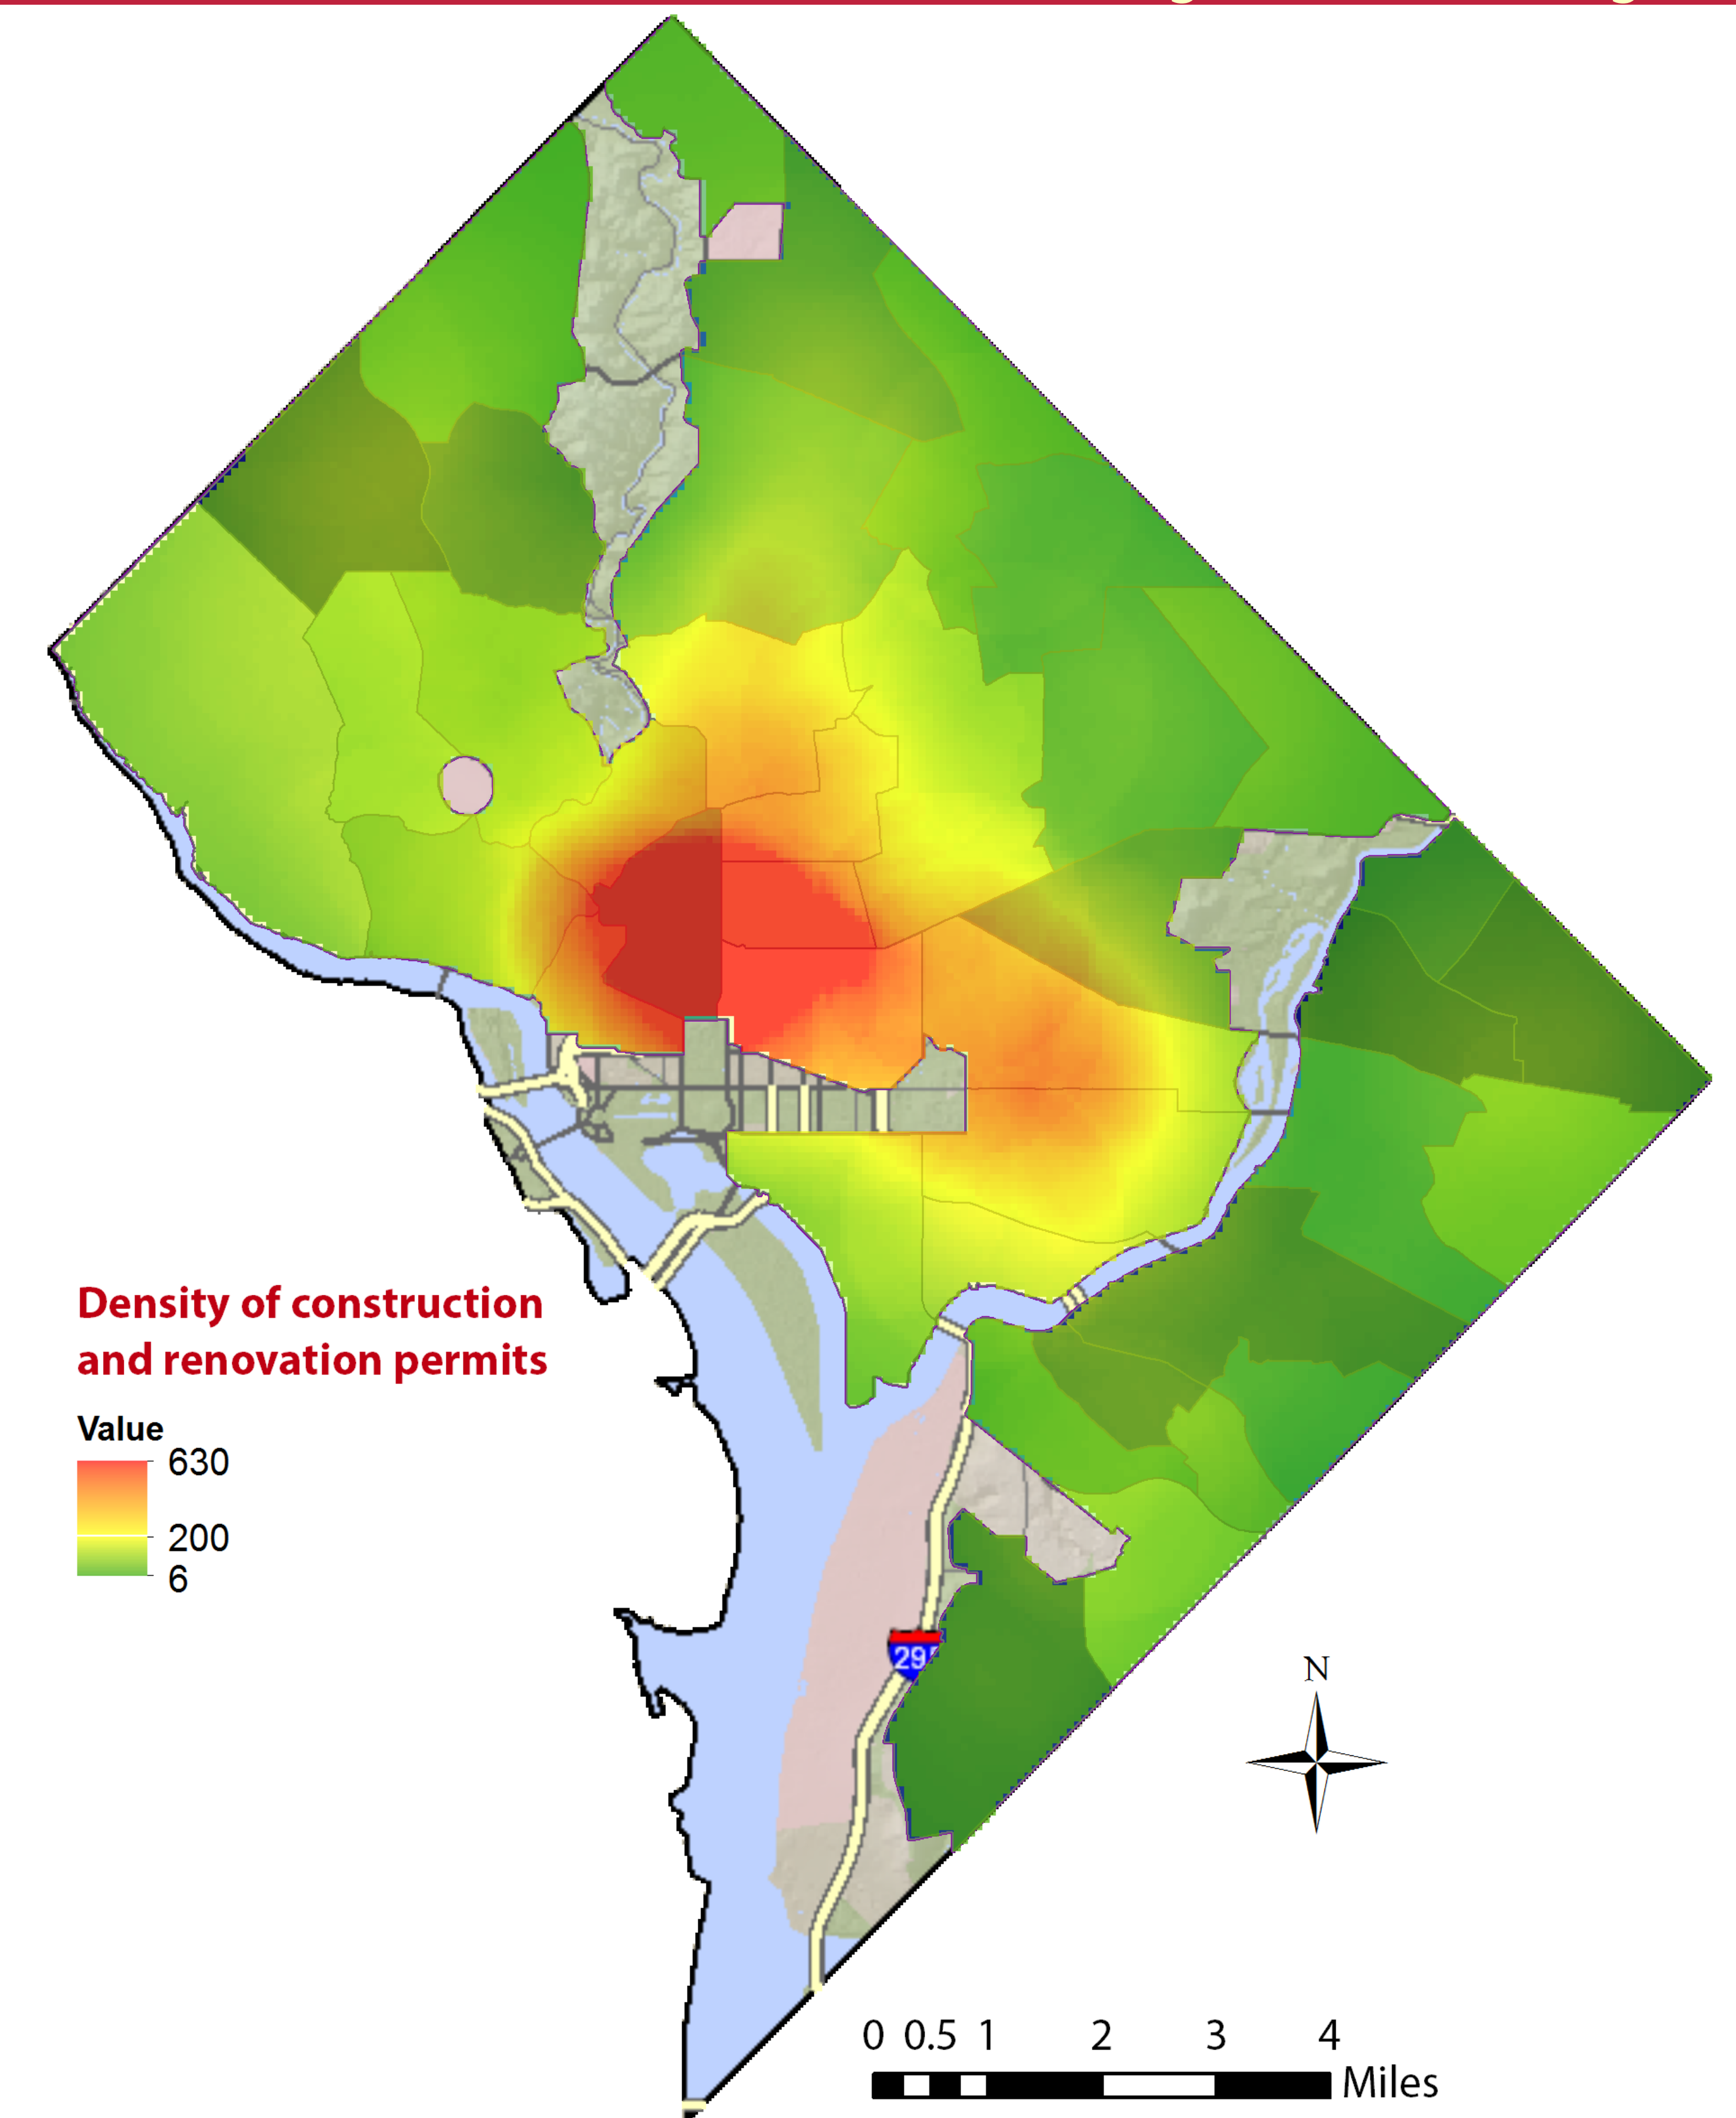 Density of construction
and renovation permits
Value
630
200
6
29
N
0 0.5 1 2 3 4
Miles